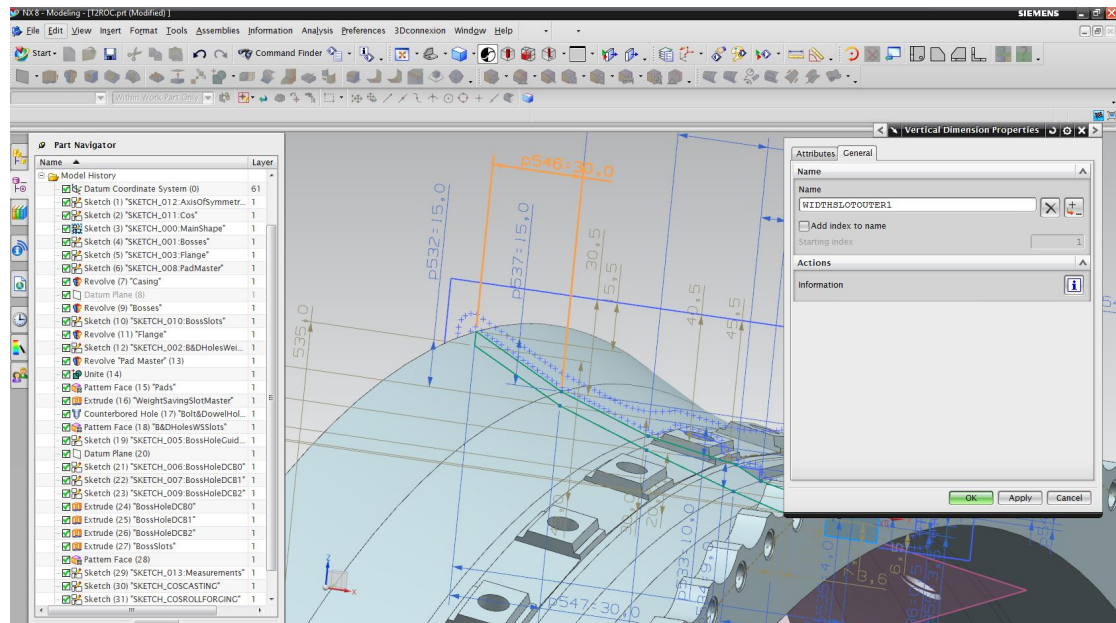 NX 8 - Modeling - [T2ROC.prt (Modified) ]
SIEMENS
File Edit View Insert Format Tools Assemblies Information Analysis Preferences 3Dconnexion Window Help
Start Command Finder
Within Work Part Only
Part Navigator
Name Layer
Model History
Datum Coordinate System (0) 61
Sketch (1) "SKETCH_012:AxisOfSymmetr... 1
Sketch (2) "SKETCH_011:Cos" 1
Sketch (3) "SKETCH_000:MainShape" 1
Sketch (4) "SKETCH_001:Bosses" 1
Sketch (5) "SKETCH_003:Flange" 1
Sketch (6) "SKETCH_008:PadMaster" 1
Revolve (7) "Casing" 1
Datum Plane (8) 1
Revolve (9) "Bosses" 1
Sketch (10) "SKETCH_010:BossSlots" 1
Revolve (11) "Flange" 1
Sketch (12) "SKETCH_002:B&DHolesWei... 1
Revolve "Pad Master" (13) 1
Unite (14) 1
Pattern Face (15) "Pads" 1
Extrude (16) "WeightSavingSlotMaster" 1
Counterbored Hole (17) "Bolt&DowelHol... 1
Pattern Face (18) "B&DHolesWSSlots" 1
Sketch (19) "SKETCH_005:BossHoleGuid... 1
Datum Plane (20) 1
Sketch (21) "SKETCH_006:BossHoleDCB0" 1
Sketch (22) "SKETCH_007:BossHoleDCB1" 1
Sketch (23) "SKETCH_009:BossHoleDCB2" 1
Extrude (24) "BossHoleDCB0" 1
Extrude (25) "BossHoleDCB1" 1
Extrude (26) "BossHoleDCB2" 1
Extrude (27) "BossSlots" 1
Pattern Face (28) 1
Sketch (29) "SKETCH_013:Measurements" 1
Sketch (30) "SKETCH_COSCASTING" 1
Sketch (31) "SKETCH_COSROLLFORGING" 1
p548=30,0
p532=15,0
p537=15,0
30,5
15,5
40,5
45,5
535,0
p533=10,0
p547=30,0
3,6
6,5
Z
X
Vertical Dimension Properties
Attributes General
Name
Name
WIDTHSLOTOUTER1
Add index to name
Starting index 1
Actions
Information
OK Apply Cancel